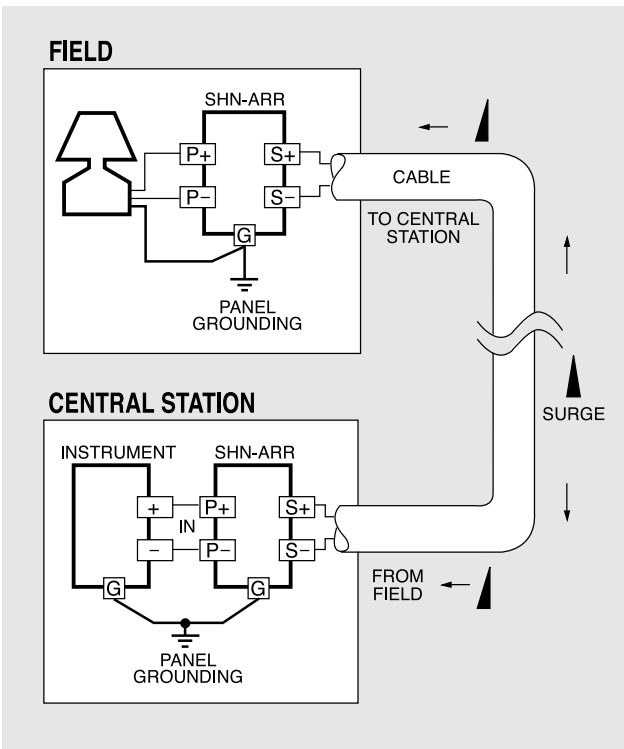 FIELD
SHN-ARR
P+
S+
P−
S−
G
CABLE
TO CENTRAL
STATION
PANEL
GROUNDING
SURGE
CENTRAL STATION
INSTRUMENT
SHN-ARR
+
P+
S+
IN
−
P−
S−
G
G
FROM
FIELD
PANEL
GROUNDING